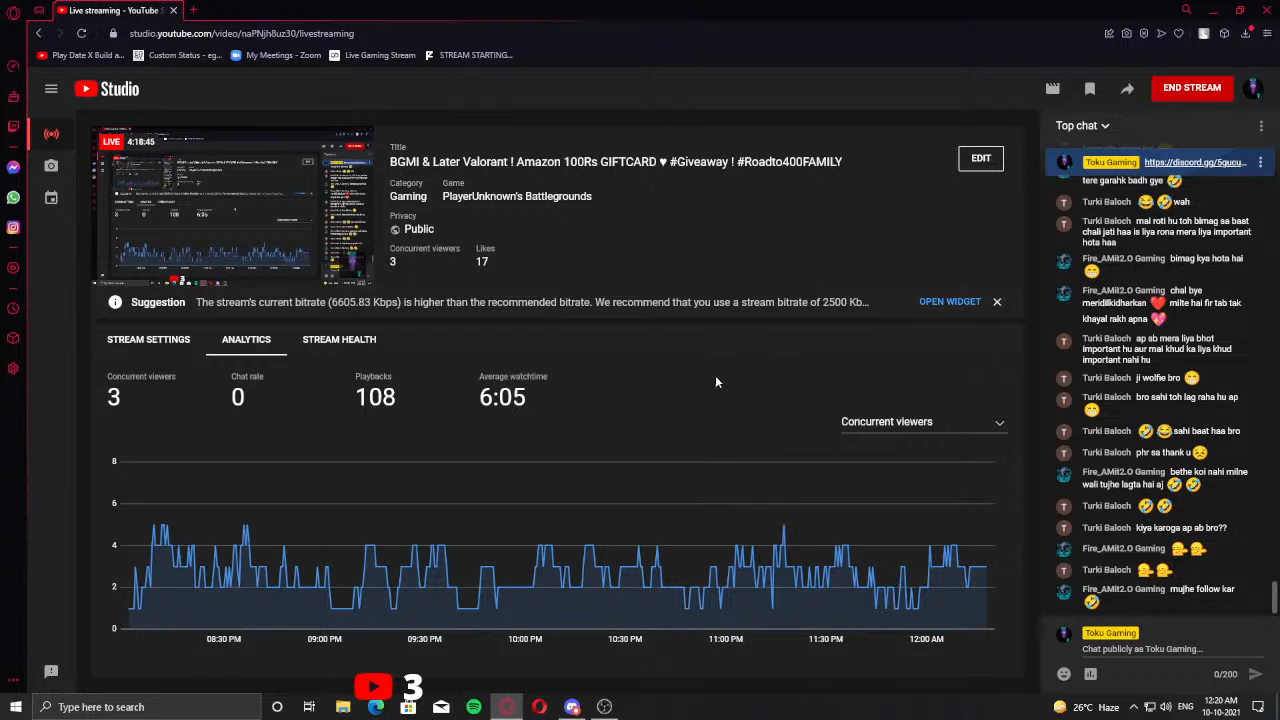 Live streaming - YouTube S
studio.youtube.com/video/naPNjh8uz30/livestreaming
Play Date X Build a... Custom Status - eg... My Meetings - Zoom Live Gaming Stream STREAM STARTING...
Studio
END STREAM
LIVE 4:18:45
Title
BGMI & Later Valorant ! Amazon 100Rs GIFTCARD ♥ #Giveaway ! #Roadto400FAMILY
EDIT
Category Game
Gaming PlayerUnknown's Battlegrounds
Privacy
Public
Concurrent viewers Likes
3 17
Suggestion The stream's current bitrate (6605.83 Kbps) is higher than the recommended bitrate. We recommend that you use a stream bitrate of 2500 Kb... OPEN WIDGET
STREAM SETTINGS ANALYTICS STREAM HEALTH
Concurrent viewers Chat rate Playbacks Average watchtime
3 0 108 6:05
Concurrent viewers
8
6
4
2
0
08:30 PM 09:00 PM 09:30 PM 10:00 PM 10:30 PM 11:00 PM 11:30 PM 12:00 AM
Top chat
Toku Gaming https://discord.gg/5gucu...
tere garahk badh gye 🤣
Turki Baloch 😂🤣wah
Turki Baloch mai roti hu toh bimag sa baat
chali jati haa is liya rona mera liya important
hota haa
Fire_AMit2.O Gaming bimag kya hota hai
😁
Fire_AMit2.O Gaming chal bye
meridilkidharkan ❤️ milte hai fir tab tak
khayal rakh apna 💖
Turki Baloch ap sb mera liya bhot
important hu aur mai khud ka liya khud
important nahi hu
Turki Baloch ji wolfie bro 😁
Turki Baloch bro sahi toh lag raha hu ap
😁
Turki Baloch 🤣😂 sahi baat haa bro
Turki Baloch phr sa thank u😣
Fire_AMit2.O Gaming bethe koi nahi milne
wali tujhe lagta hai aj 🤣🤣
Turki Baloch 🤣🤣
Turki Baloch kiya karoga ap ab bro??
Fire_AMit2.O Gaming
Turki Baloch
Fire_AMit2.O Gaming mujhe follow kar
🤣
Toku Gaming
Chat publicly as Toku Gaming...
0/200
3
Type here to search
26°C Haze
12:20 AM
10-10-2021